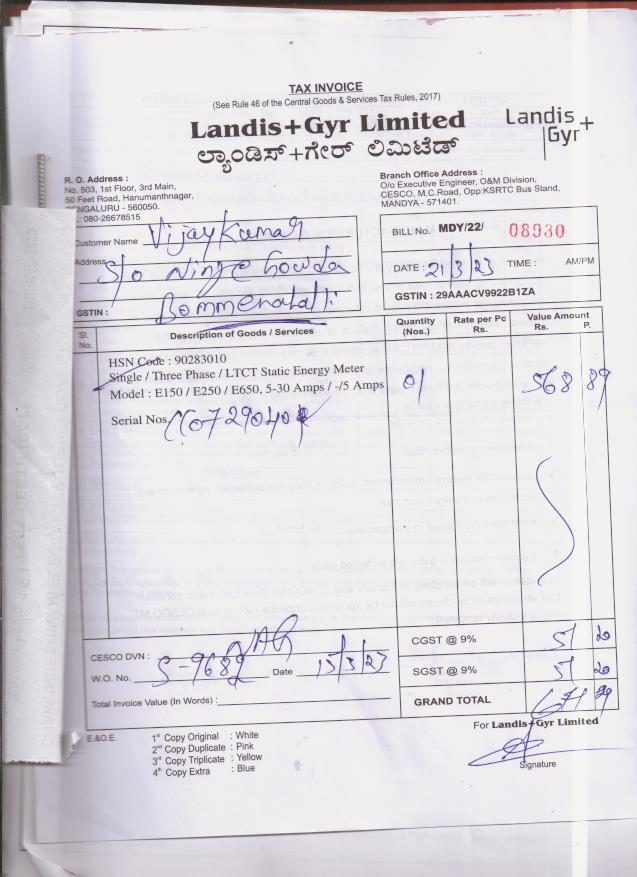 TAX INVOICE
(See Rule 46 of the Central Goods & Services Tax Rules, 2017)
Landis+Gyr Limited
Landis
Gyr+
ಲ್ಯಾಂಡಿಸ್+ಗೇರ್ ಲಿಮಿಟೆಡ್
R. O. Address :
No. 503, 1st Floor, 3rd Main,
50 Feet Road, Hanumanthnagar,
ENGALURU - 560050.
: 080-26678515
Branch Office Address :
O/o Executive Engineer, O&M Division,
CESCO, M.C.Road, Opp:KSRTC Bus Stand,
MANDYA - 571401.
Customer Name Vijay Kumar
Address S/o Ninge Gowda
GSTIN :
BILL No. MDY/22/ 08930
DATE : 21/3/23 TIME : AM/PM
GSTIN : 29AAACV9922B1ZA
Sl. No. Description of Goods / Services Quantity (Nos.) Rate per Pc Rs. Value Amount Rs. P.
HSN Code : 90283010
Single / Three Phase / LTCT Static Energy Meter
Model : E150 / E250 / E650, 5-30 Amps / -/5 Amps 01 568 89
Serial Nos
CGST @ 9% 51 20
SGST @ 9% 51 20
GRAND TOTAL 671 29
CESCO DVN :
W.O. No. S-9689 Date 15/3/23
Total Invoice Value (In Words) :
For Landis+Gyr Limited
Signature
E.&O.E. 1st Copy Original : White
2nd Copy Duplicate : Pink
3rd Copy Triplicate : Yellow
4th Copy Extra : Blue